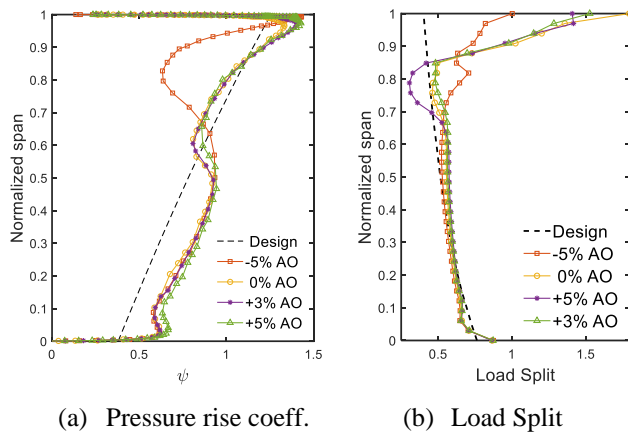 (a)
1
0.9
0.8
0.7
0.6
0.5
0.4
0.3
0.2
0.1
0
Normalized span
0
0.5
1
1.5
ψ
Design
-5% AO
0% AO
+3% AO
+5% AO
(b)
1
0.9
0.8
0.7
0.6
0.5
0.4
0.3
0.2
0.1
0
Normalized span
0.5
1
1.5
Load Split
Design
-5% AO
0% AO
+5% AO
+3% AO
(a) Pressure rise coeff.
(b) Load Split